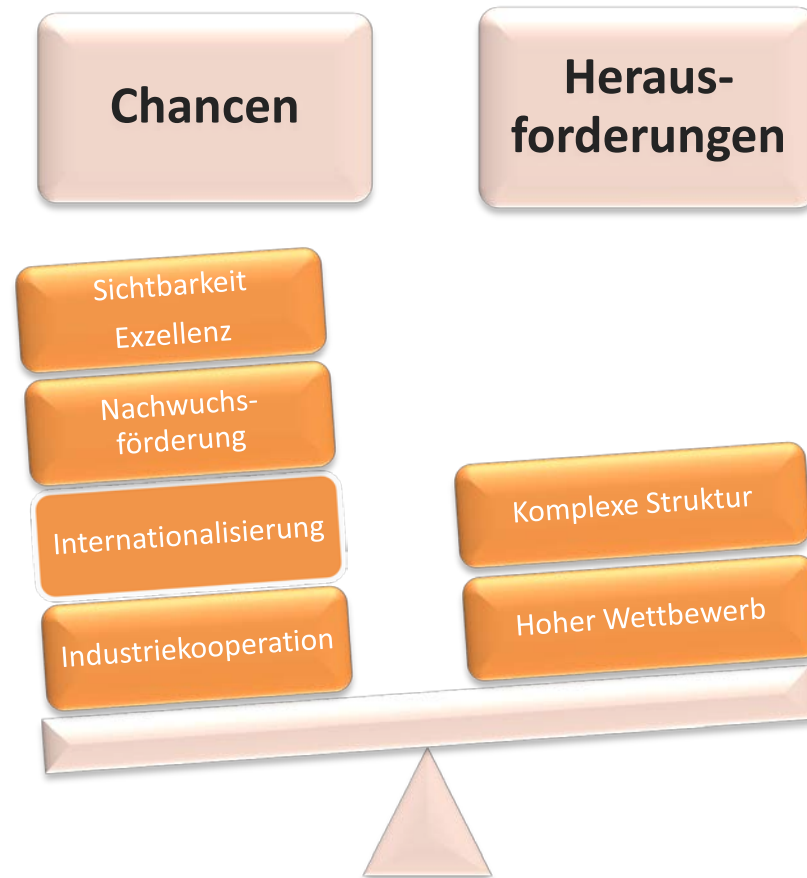 Chancen
Heraus-
forderungen
Sichtbarkeit
Exzellenz
Nachwuchs-
förderung
Internationalisierung
Industriekooperation
Komplexe Struktur
Hoher Wettbewerb